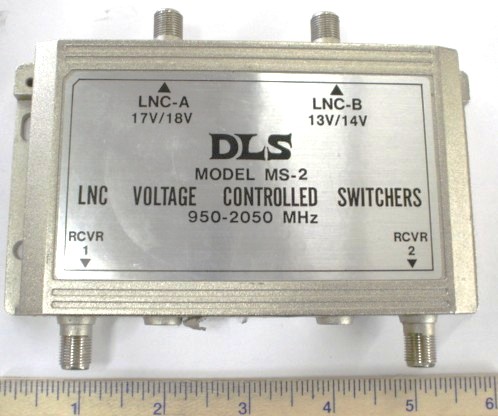 LNC-A LNC-B
17V/18V 13V/14V
DLS
MODEL MS-2
LNC VOLTAGE CONTROLLED SWITCHERS
950-2050 MHz
RCVR RCVR
1 2
1 2 3 4 5 6